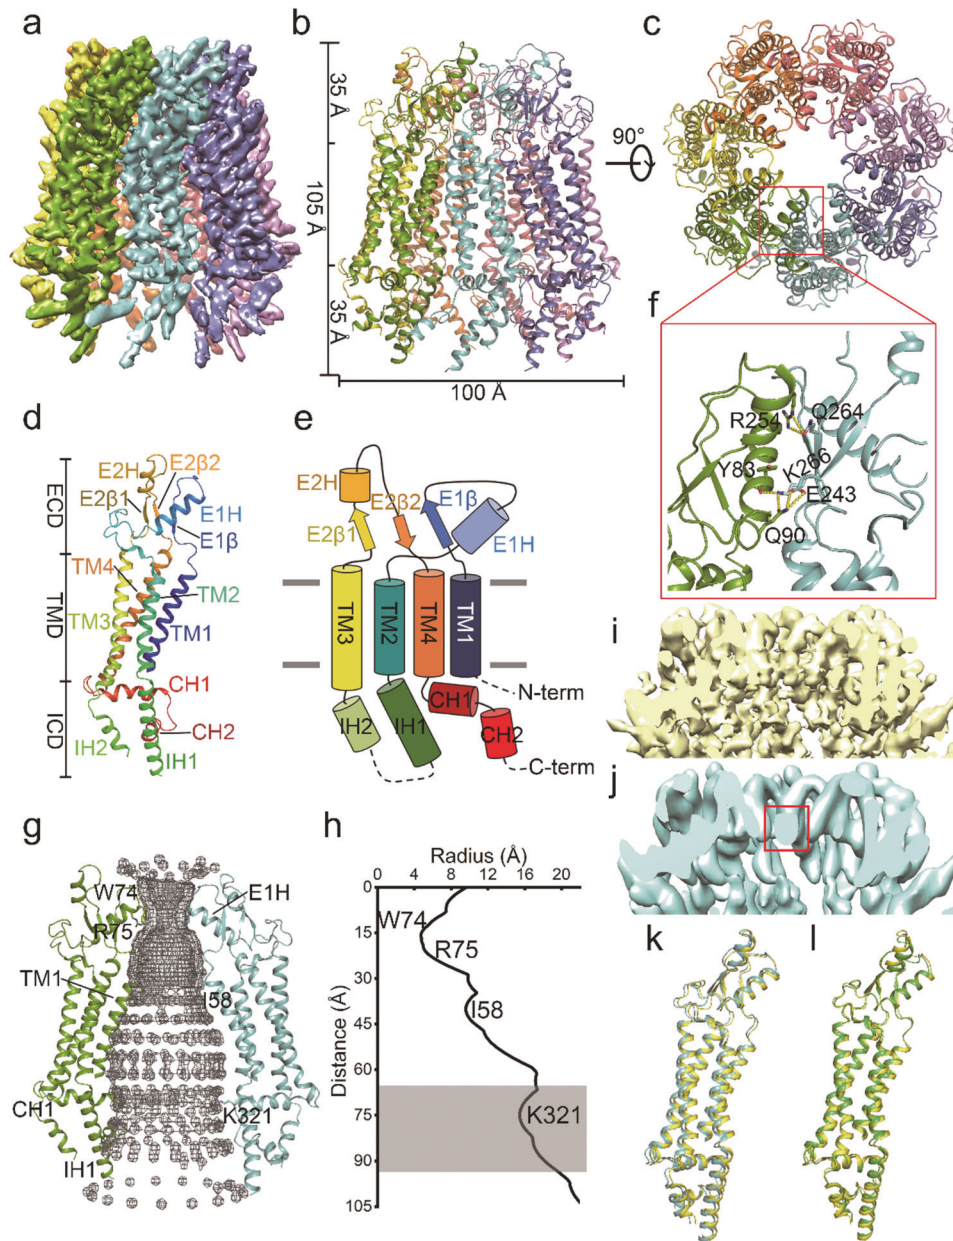 a
b
c
35 Å
105 Å
35 Å
100 Å
90°
f
R254
Q264
Y83
K266
E243
Q90
d
ECD
TMD
ICD
E2H
E2β2
E2β1
E1H
E1β
TM4
TM2
TM3
TM1
CH1
CH2
IH2
IH1
e
E2H
E2β1
E2β2
E1β
E1H
TM3
TM2
TM4
TM1
N-term
IH2
IH1
CH1
CH2
C-term
i
j
g
W74
E1H
R75
TM1
I58
CH1
K321
IH1
h
Radius (Å)
0 4 8 12 16 20
Distance (Å)
0
15
30
45
60
75
90
105
W74
R75
I58
K321
k
l